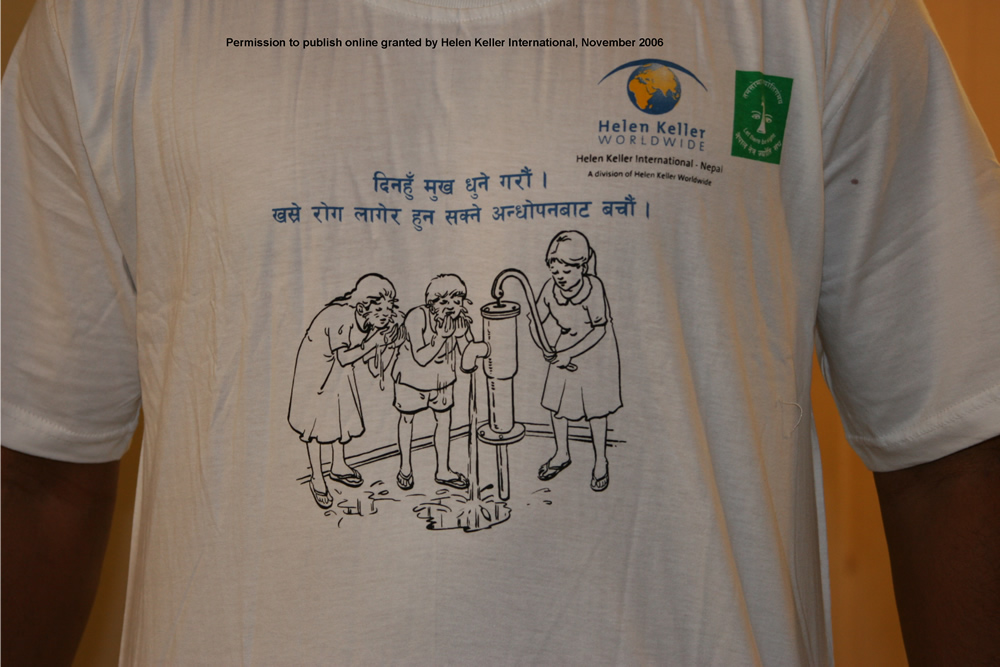 Permission to publish online granted by Helen Keller International, November 2006
Helen Keller
WORLDWIDE
Helen Keller International - Nepal
A division of Helen Keller Worldwide
दिनहुँ मुख धुने गरौं ।
खस्रे रोग लागेर हुन सक्ने अन्धोपनबाट बचौं ।